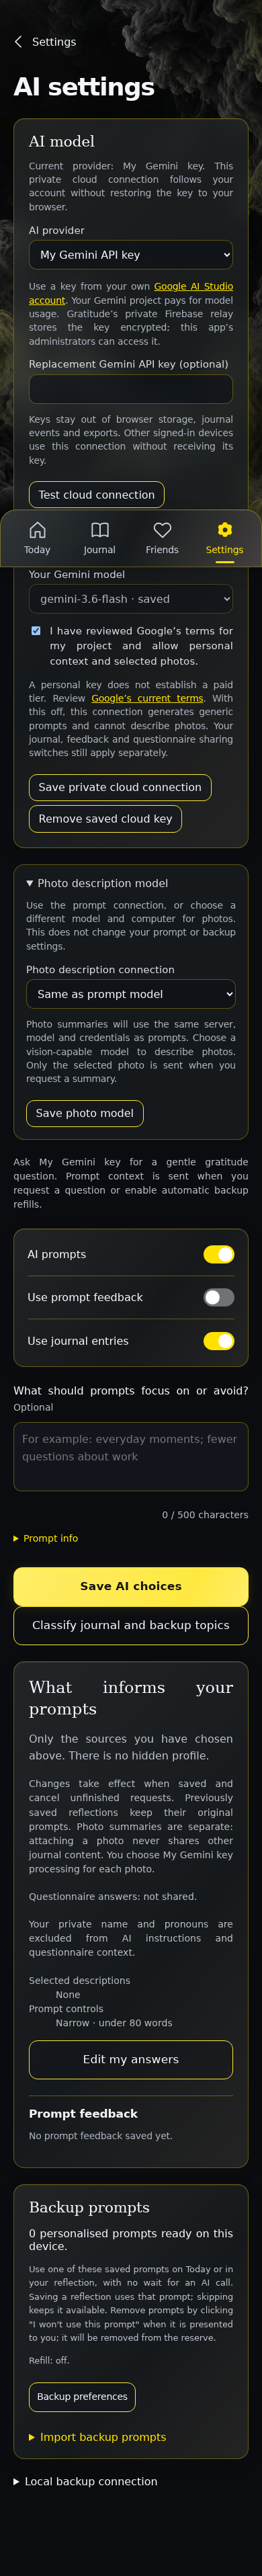 Settings
AI settings
AI model
Current provider: My Gemini key. This
private cloud connection follows your
account without restoring the key to your
browser.
AI provider
My Gemini API key
Use a key from your own Google AI Studio
account. Your Gemini project pays for model
usage. Gratitude's private Firebase relay
stores the key encrypted; this app's
administrators can access it.
Replacement Gemini API key (optional)
Keys stay out of browser storage, journal
events and exports. Other signed-in devices
use this connection without receiving its
key.
Test cloud connection
Today
Journal
Friends
Settings
Your Gemini model
gemini-3.6-flash · saved
I have reviewed Google's terms for
my project and allow personal
context and selected photos.
A personal key does not establish a paid
tier. Review Google's current terms. With
this off, this connection generates generic
prompts and cannot describe photos. Your
journal, feedback and questionnaire sharing
switches still apply separately.
Save private cloud connection
Remove saved cloud key
▼ Photo description model
Use the prompt connection, or choose a
different model and computer for photos.
This does not change your prompt or backup
settings.
Photo description connection
Same as prompt model
Photo summaries will use the same server,
model and credentials as prompts. Choose a
vision-capable model to describe photos.
Only the selected photo is sent when you
request a summary.
Save photo model
Ask My Gemini key for a gentle gratitude
question. Prompt context is sent when you
request a question or enable automatic backup
refills.
AI prompts
Use prompt feedback
Use journal entries
What should prompts focus on or avoid?
Optional
For example: everyday moments; fewer
questions about work
0 / 500 characters
▶ Prompt info
Save AI choices
Classify journal and backup topics
What informs your
prompts
Only the sources you have chosen
above. There is no hidden profile.
Changes take effect when saved and
cancel unfinished requests. Previously
saved reflections keep their original
prompts. Photo summaries are separate:
attaching a photo never shares other
journal content. You choose My Gemini key
processing for each photo.
Questionnaire answers: not shared.
Your private name and pronouns are
excluded from AI instructions and
questionnaire context.
Selected descriptions
None
Prompt controls
Narrow · under 80 words
Edit my answers
Prompt feedback
No prompt feedback saved yet.
Backup prompts
0 personalised prompts ready on this
device.
Use one of these saved prompts on Today or in
your reflection, with no wait for an AI call.
Saving a reflection uses that prompt; skipping
keeps it available. Remove prompts by clicking
"I won't use this prompt" when it is presented
to you; it will be removed from the reserve.
Refill: off.
Backup preferences
▶ Import backup prompts
▶ Local backup connection